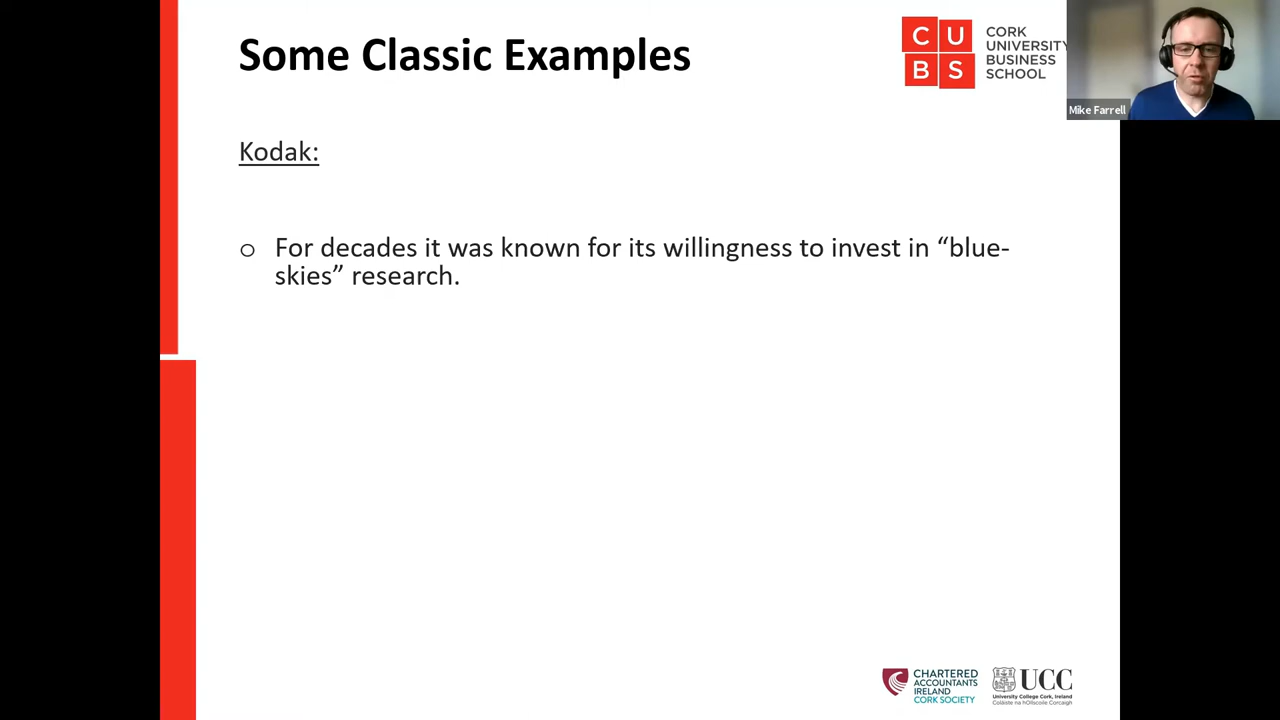 Some Classic Examples
C U
B S
CORK
UNIVERSITY
BUSINESS
SCHOOL
Mike Farrell
Kodak:
o For decades it was known for its willingness to invest in “blue-
skies” research.
CHARTERED
ACCOUNTANTS
IRELAND
CORK SOCIETY
UCC
University College Cork, Ireland
Coláiste na hOllscoile Corcaigh